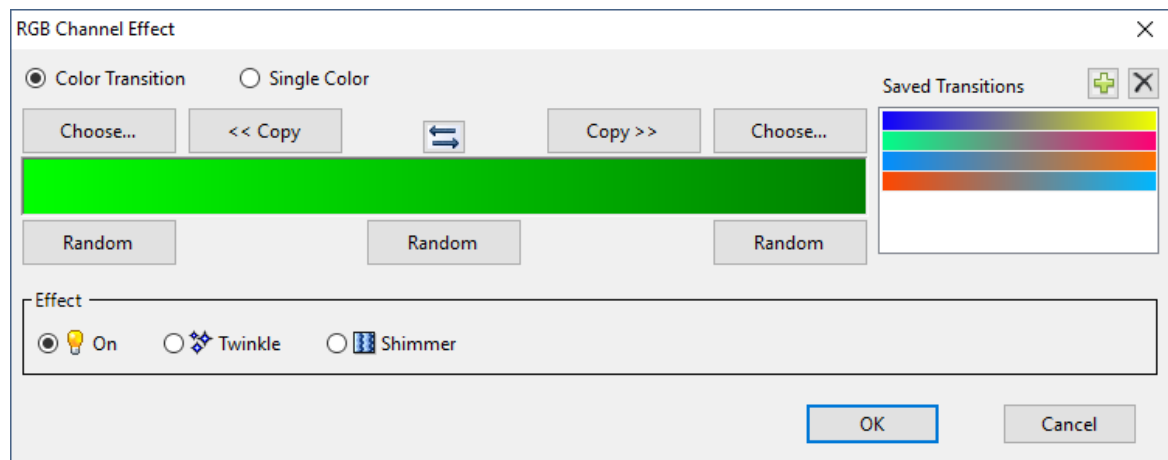 RGB Channel Effect
Color Transition Single Color
Saved Transitions
Choose... << Copy Copy >> Choose...
Random Random Random
Effect
On Twinkle Shimmer
OK Cancel